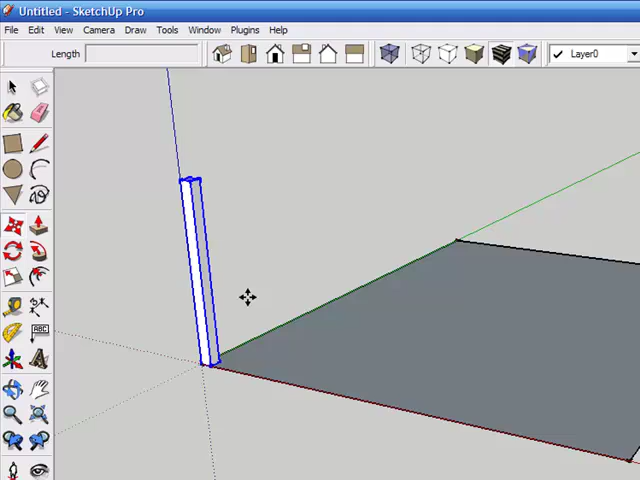 Untitled - SketchUp Pro
File Edit View Camera Draw Tools Window Plugins Help
Length
Layer0
ABC
A